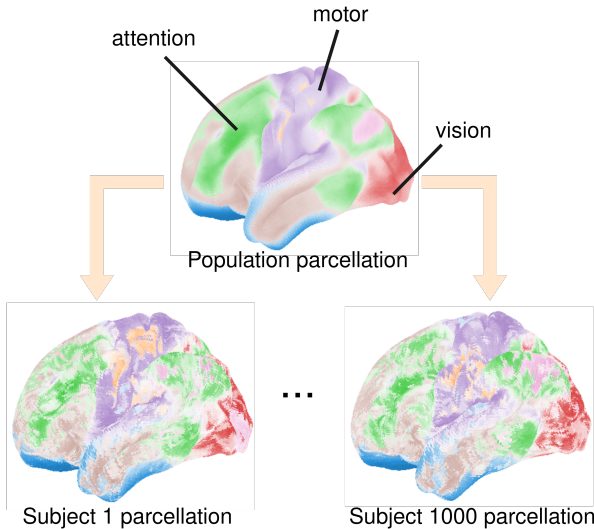 motor
attention
vision
Population parcellation
...
Subject 1 parcellation
Subject 1000 parcellation